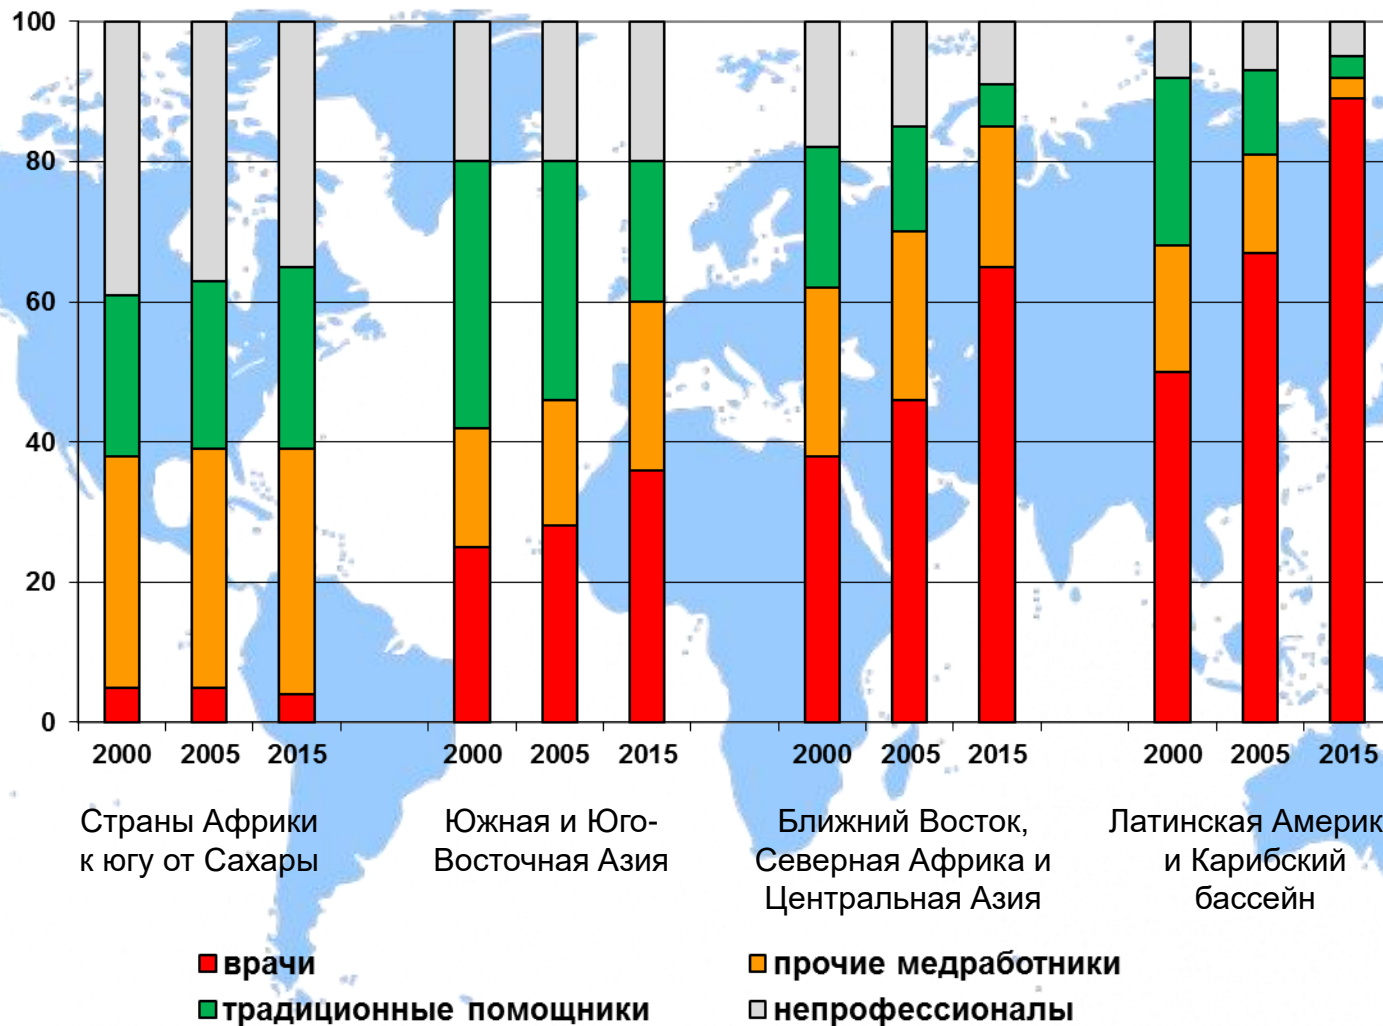 100
80
60
40
20
0
2000 2005 2015 2000 2005 2015 2000 2005 2015 2000 2005 2015
Страны Африки
к югу от Сахары
Южная и Юго-
Восточная Азия
Ближний Восток,
Северная Африка и
Центральная Азия
Латинская Америк
и Карибский
бассейн
врачи
прочие медработники
традиционные помощники
непрофессионалы